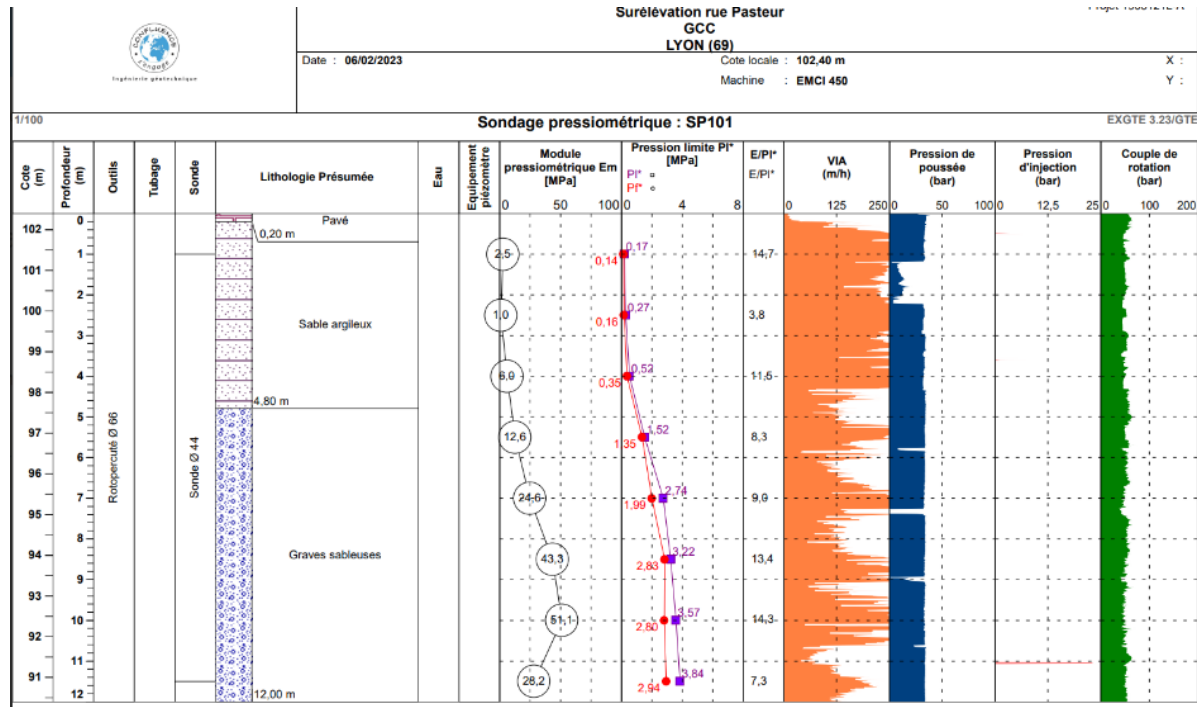 Surélévation rue Pasteur
GCC
LYON (69)
CONFLUENCE
Ingénierie géotechnique
Date : 06/02/2023
Cote locale : 102,40 m
X :
Machine : EMCI 450
Y :
1/100
Sondage pressiométrique : SP101
EXGTE 3.23/GTE
Cote (m)
Profondeur (m)
Outils
Tubage
Sonde
Lithologie Présumée
Eau
Equipement piézomètre
Module pressiométrique Em [MPa]
0 50 100
Pression limite Pl* [MPa]
Pl*
Pf*
0 4 8
E/Pl*
E/Pf*
VIA (m/h)
0 125 250
Pression de poussée (bar)
0 50 100
Pression d'injection (bar)
0 12,5 25
Couple de rotation (bar)
0 100 200
102
101
100
99
98
97
96
95
94
93
92
91
0
1
2
3
4
5
6
7
8
9
10
11
12
Rotopercuté Ø 66
Sonde Ø 44
Pavé
0,20 m
Sable argileux
4,80 m
Graves sableuses
12,00 m
2,5 0,17 0,14 14,7
1,0 0,27 0,16 3,8
6,0 0,52 0,35 11,5
12,6 1,52 1,35 8,3
24,6 2,74 1,99 9,0
43,3 3,22 2,83 13,4
51,1 3,57 2,80 14,3
28,2 3,84 2,94 7,3